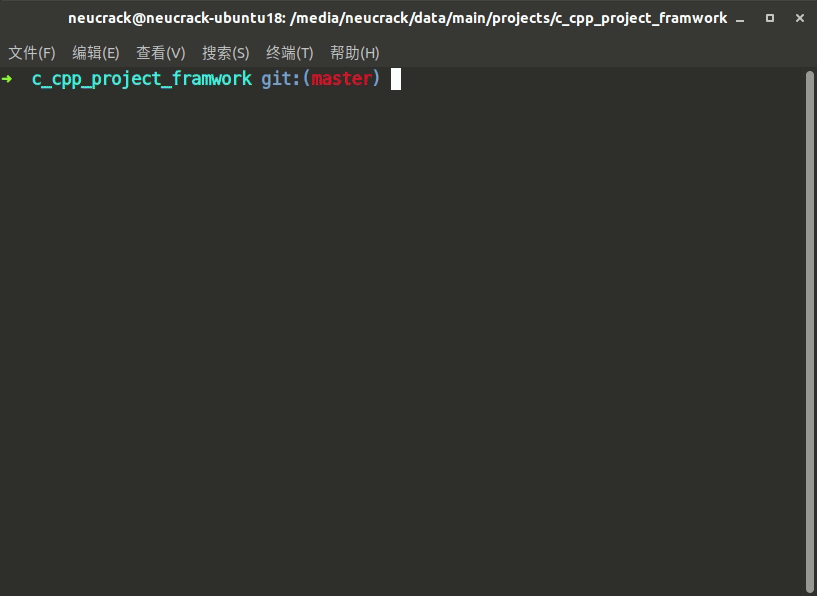 neucrack@neucrack-ubuntu18: /media/neucrack/data/main/projects/c_cpp_project_framwork
文件(F) 编辑(E) 查看(V) 搜索(S) 终端(T) 帮助(H)
➜ c_cpp_project_framwork git:(master)